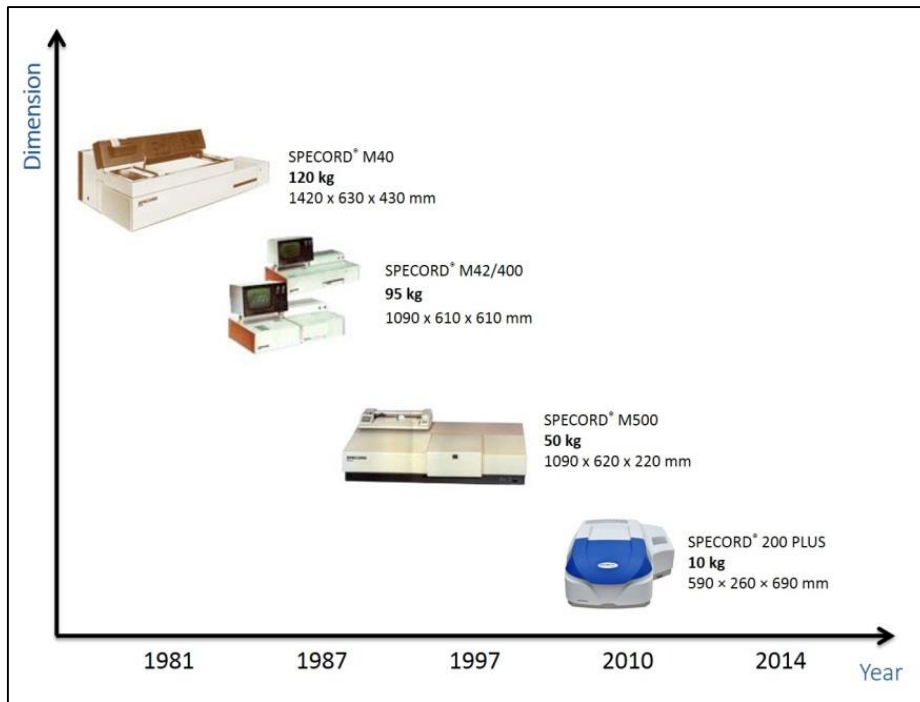 Dimension
SPECORD® M40
120 kg
1420 x 630 x 430 mm
SPECORD® M42/400
95 kg
1090 x 610 x 610 mm
SPECORD® M500
50 kg
1090 x 620 x 220 mm
SPECORD® 200 PLUS
10 kg
590 × 260 × 690 mm
1981 1987 1997 2010 2014
Year